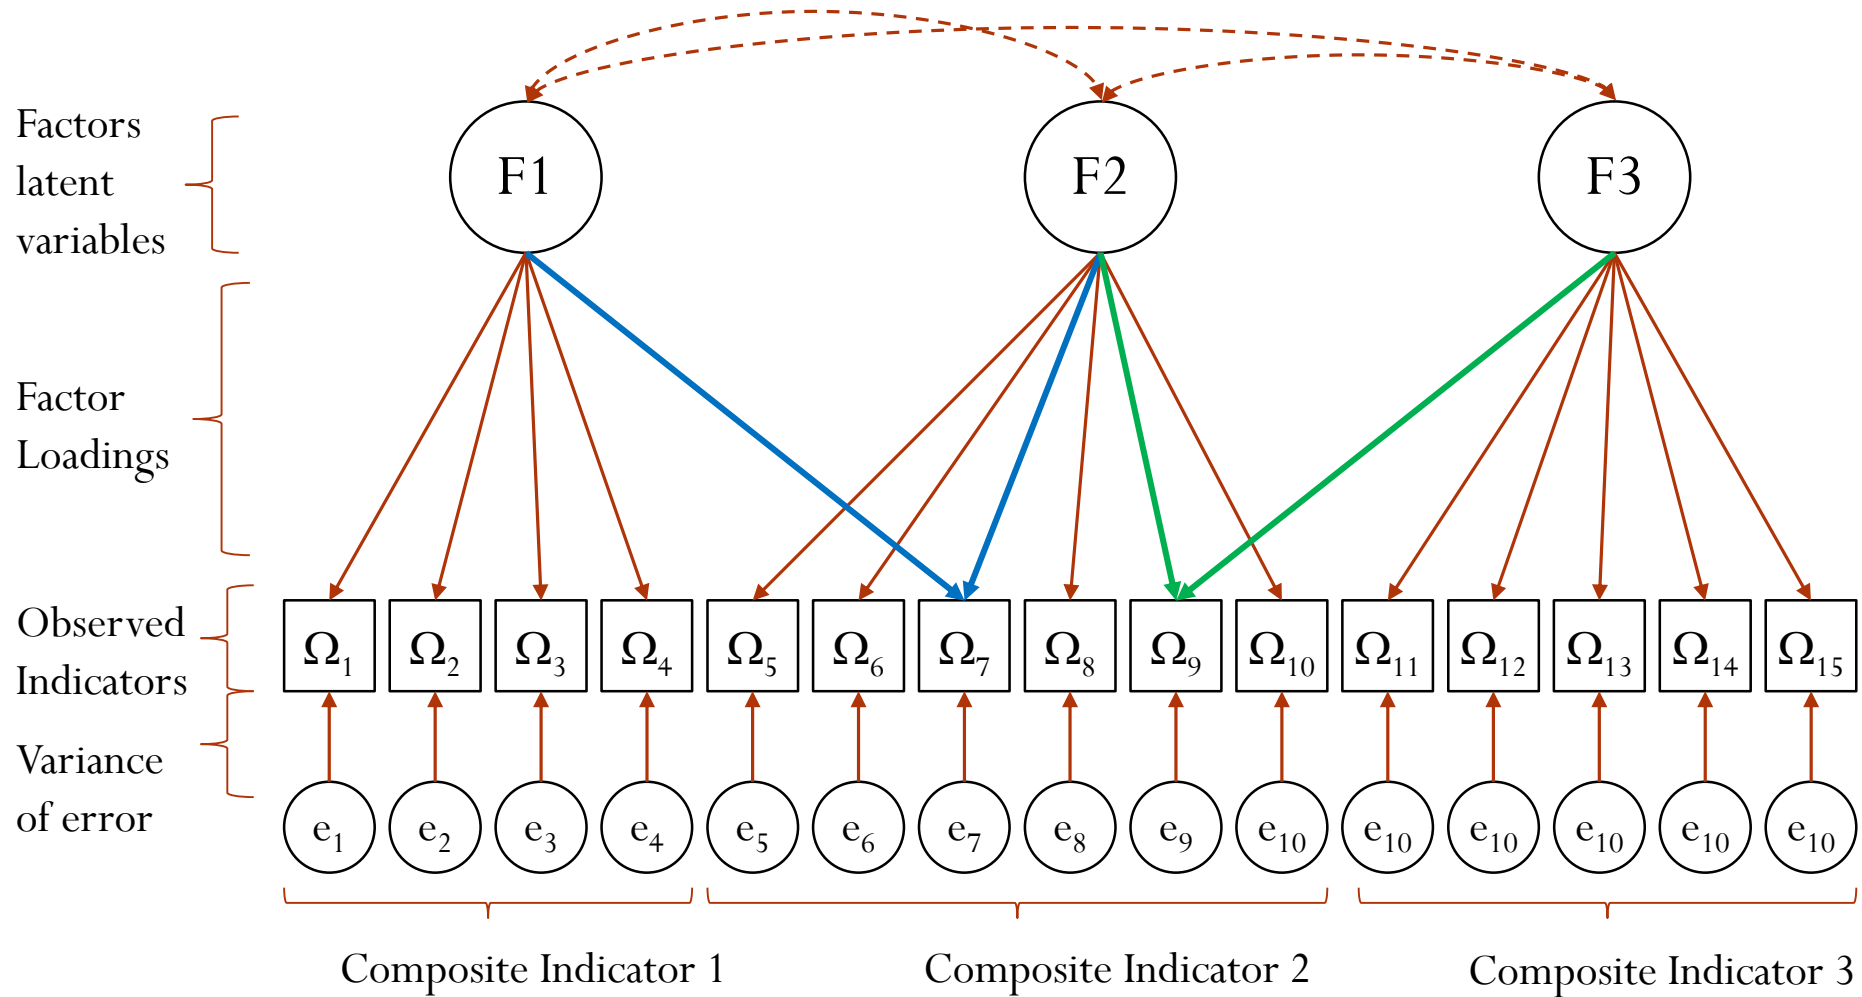 F1 F2 F3
Factors
latent
variables
Factor
Loadings
Observed
Indicators
Ω₁ Ω₂ Ω₃ Ω₄ Ω₅ Ω₆ Ω₇ Ω₈ Ω₉ Ω₁₀ Ω₁₁ Ω₁₂ Ω₁₃ Ω₁₄ Ω₁₅
Variance
of error
e₁ e₂ e₃ e₄ e₅ e₆ e₇ e₈ e₉ e₁₀ e₁₀ e₁₀ e₁₀ e₁₀ e₁₀
Composite Indicator 1 Composite Indicator 2 Composite Indicator 3